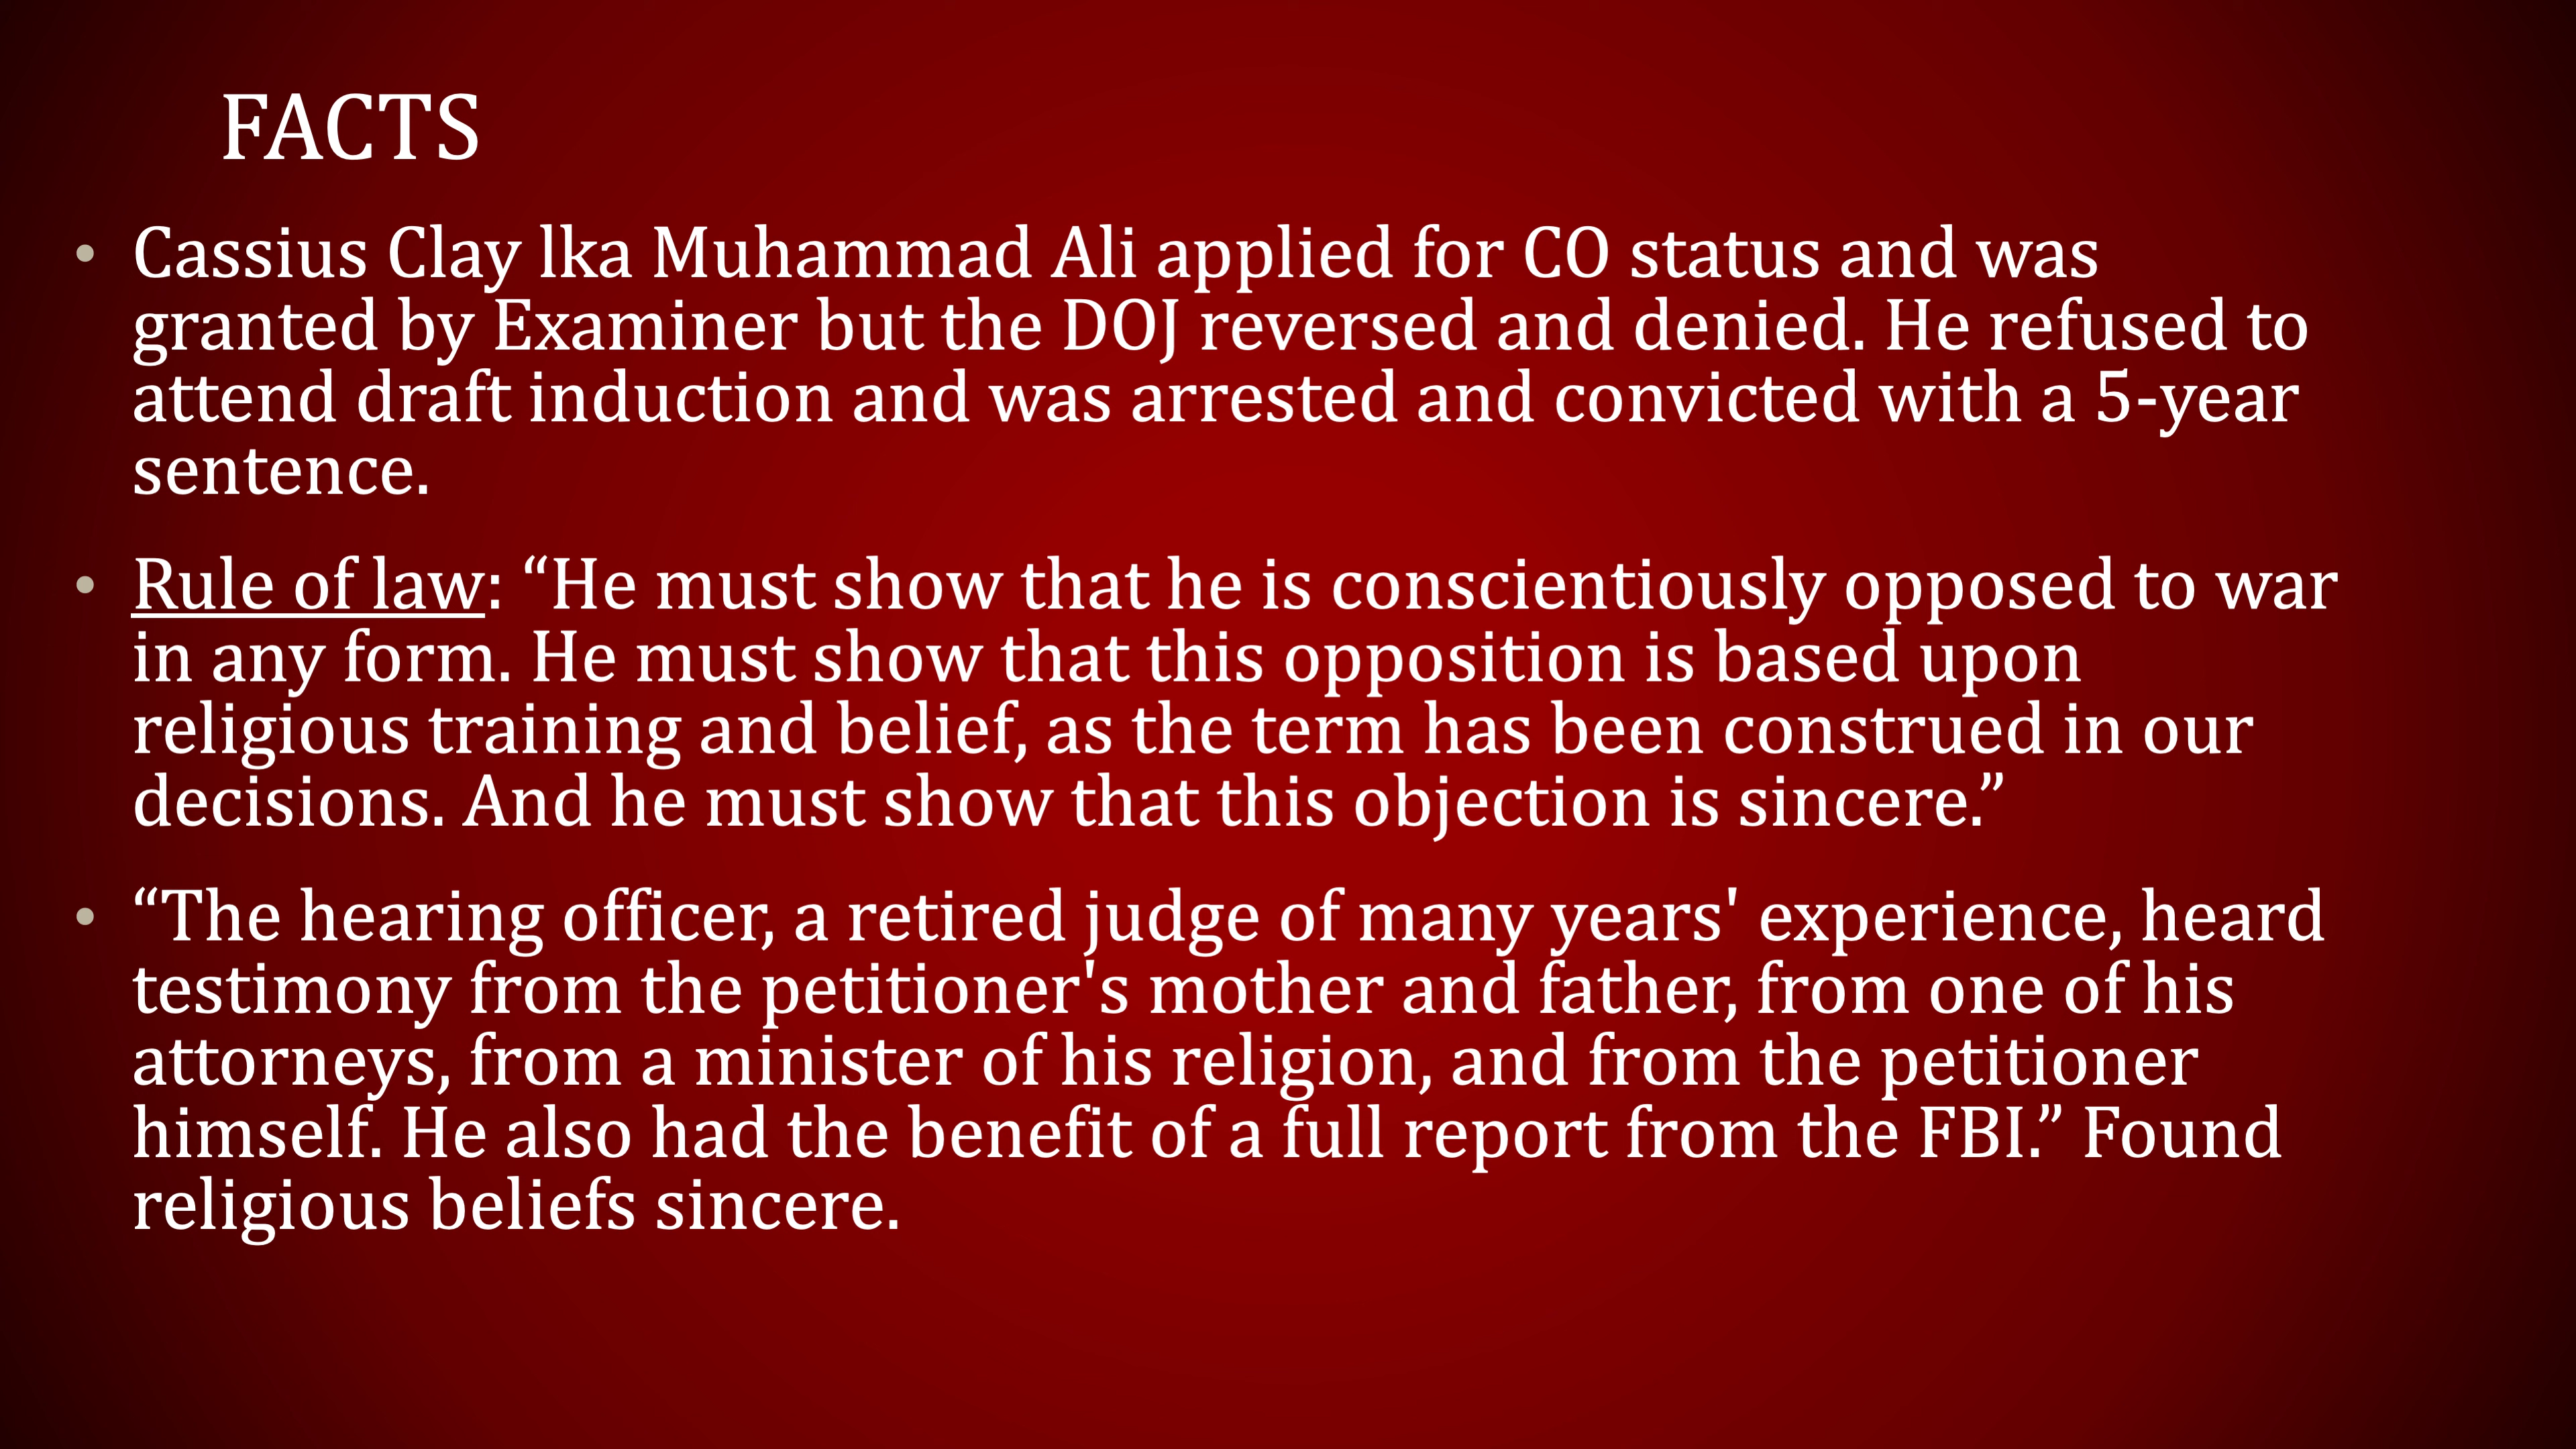 FACTS
• Cassius Clay lka Muhammad Ali applied for CO status and was
granted by Examiner but the DOJ reversed and denied. He refused to
attend draft induction and was arrested and convicted with a 5-year
sentence.
• Rule of law: “He must show that he is conscientiously opposed to war
in any form. He must show that this opposition is based upon
religious training and belief, as the term has been construed in our
decisions. And he must show that this objection is sincere.”
• “The hearing officer, a retired judge of many years' experience, heard
testimony from the petitioner's mother and father, from one of his
attorneys, from a minister of his religion, and from the petitioner
himself. He also had the benefit of a full report from the FBI.” Found
religious beliefs sincere.